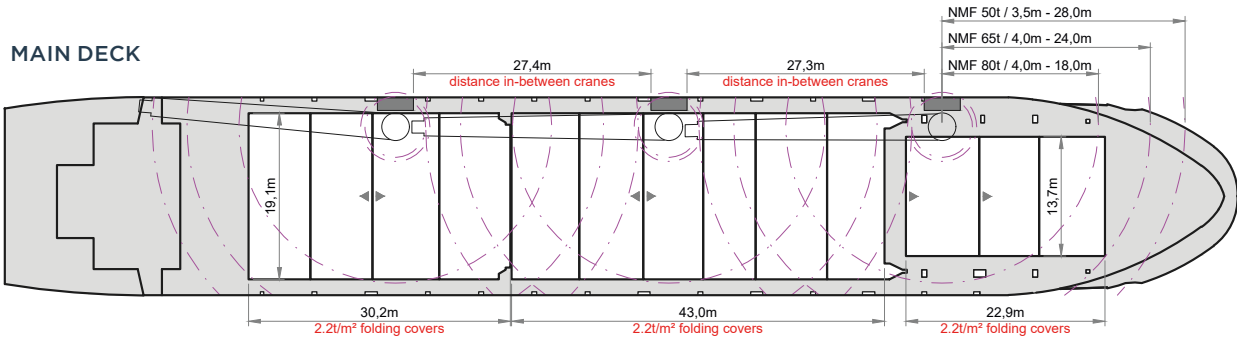 NMF 50t / 3,5m - 28,0m
MAIN DECK
NMF 65t / 4,0m - 24,0m
27,4m
27,3m
NMF 80t / 4,0m - 18,0m
distance in-between cranes
distance in-between cranes
19,1m
13,7m
30,2m
43,0m
22,9m
2.2t/m² folding covers
2.2t/m² folding covers
2.2t/m² folding covers